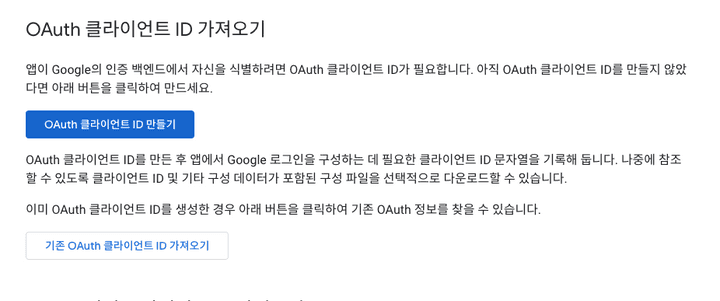 OAuth 클라이언트 ID 가져오기
앱이 Google의 인증 백엔드에서 자신을 식별하려면 OAuth 클라이언트 ID가 필요합니다. 아직 OAuth 클라이언트 ID를 만들지 않았
다면 아래 버튼을 클릭하여 만드세요.
OAuth 클라이언트 ID 만들기
OAuth 클라이언트 ID를 만든 후 앱에서 Google 로그인을 구성하는 데 필요한 클라이언트 ID 문자열을 기록해 둡니다. 나중에 참조
할 수 있도록 클라이언트 ID 및 기타 구성 데이터가 포함된 구성 파일을 선택적으로 다운로드할 수 있습니다.
이미 OAuth 클라이언트 ID를 생성한 경우 아래 버튼을 클릭하여 기존 OAuth 정보를 찾을 수 있습니다.
기존 OAuth 클라이언트 ID 가져오기